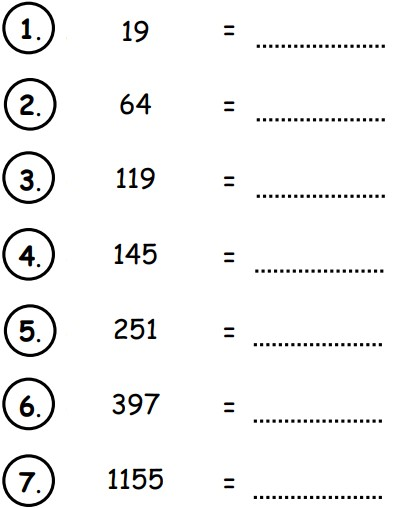 1. 19 = ......................
2. 64 = ......................
3. 119 = ......................
4. 145 = ......................
5. 251 = ......................
6. 397 = ......................
7. 1155 = ......................